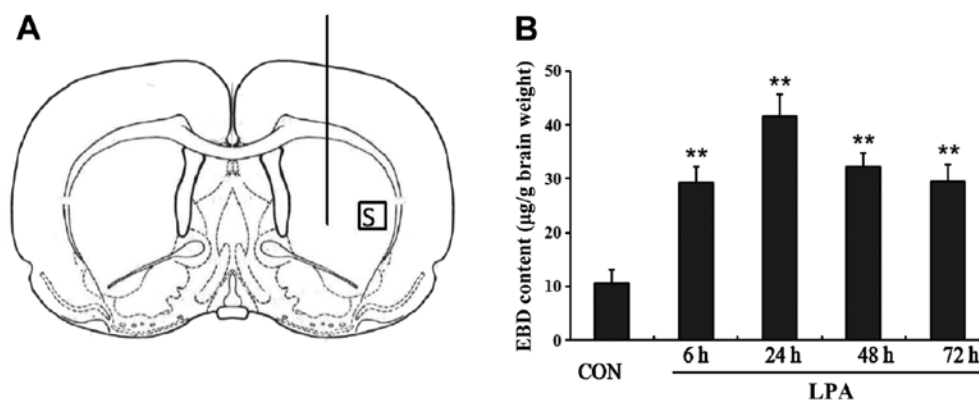 A
S
B
EBD content (µg/g brain weight)
50
40
30
20
10
0
**
**
**
**
CON
6 h
24 h
48 h
72 h
LPA